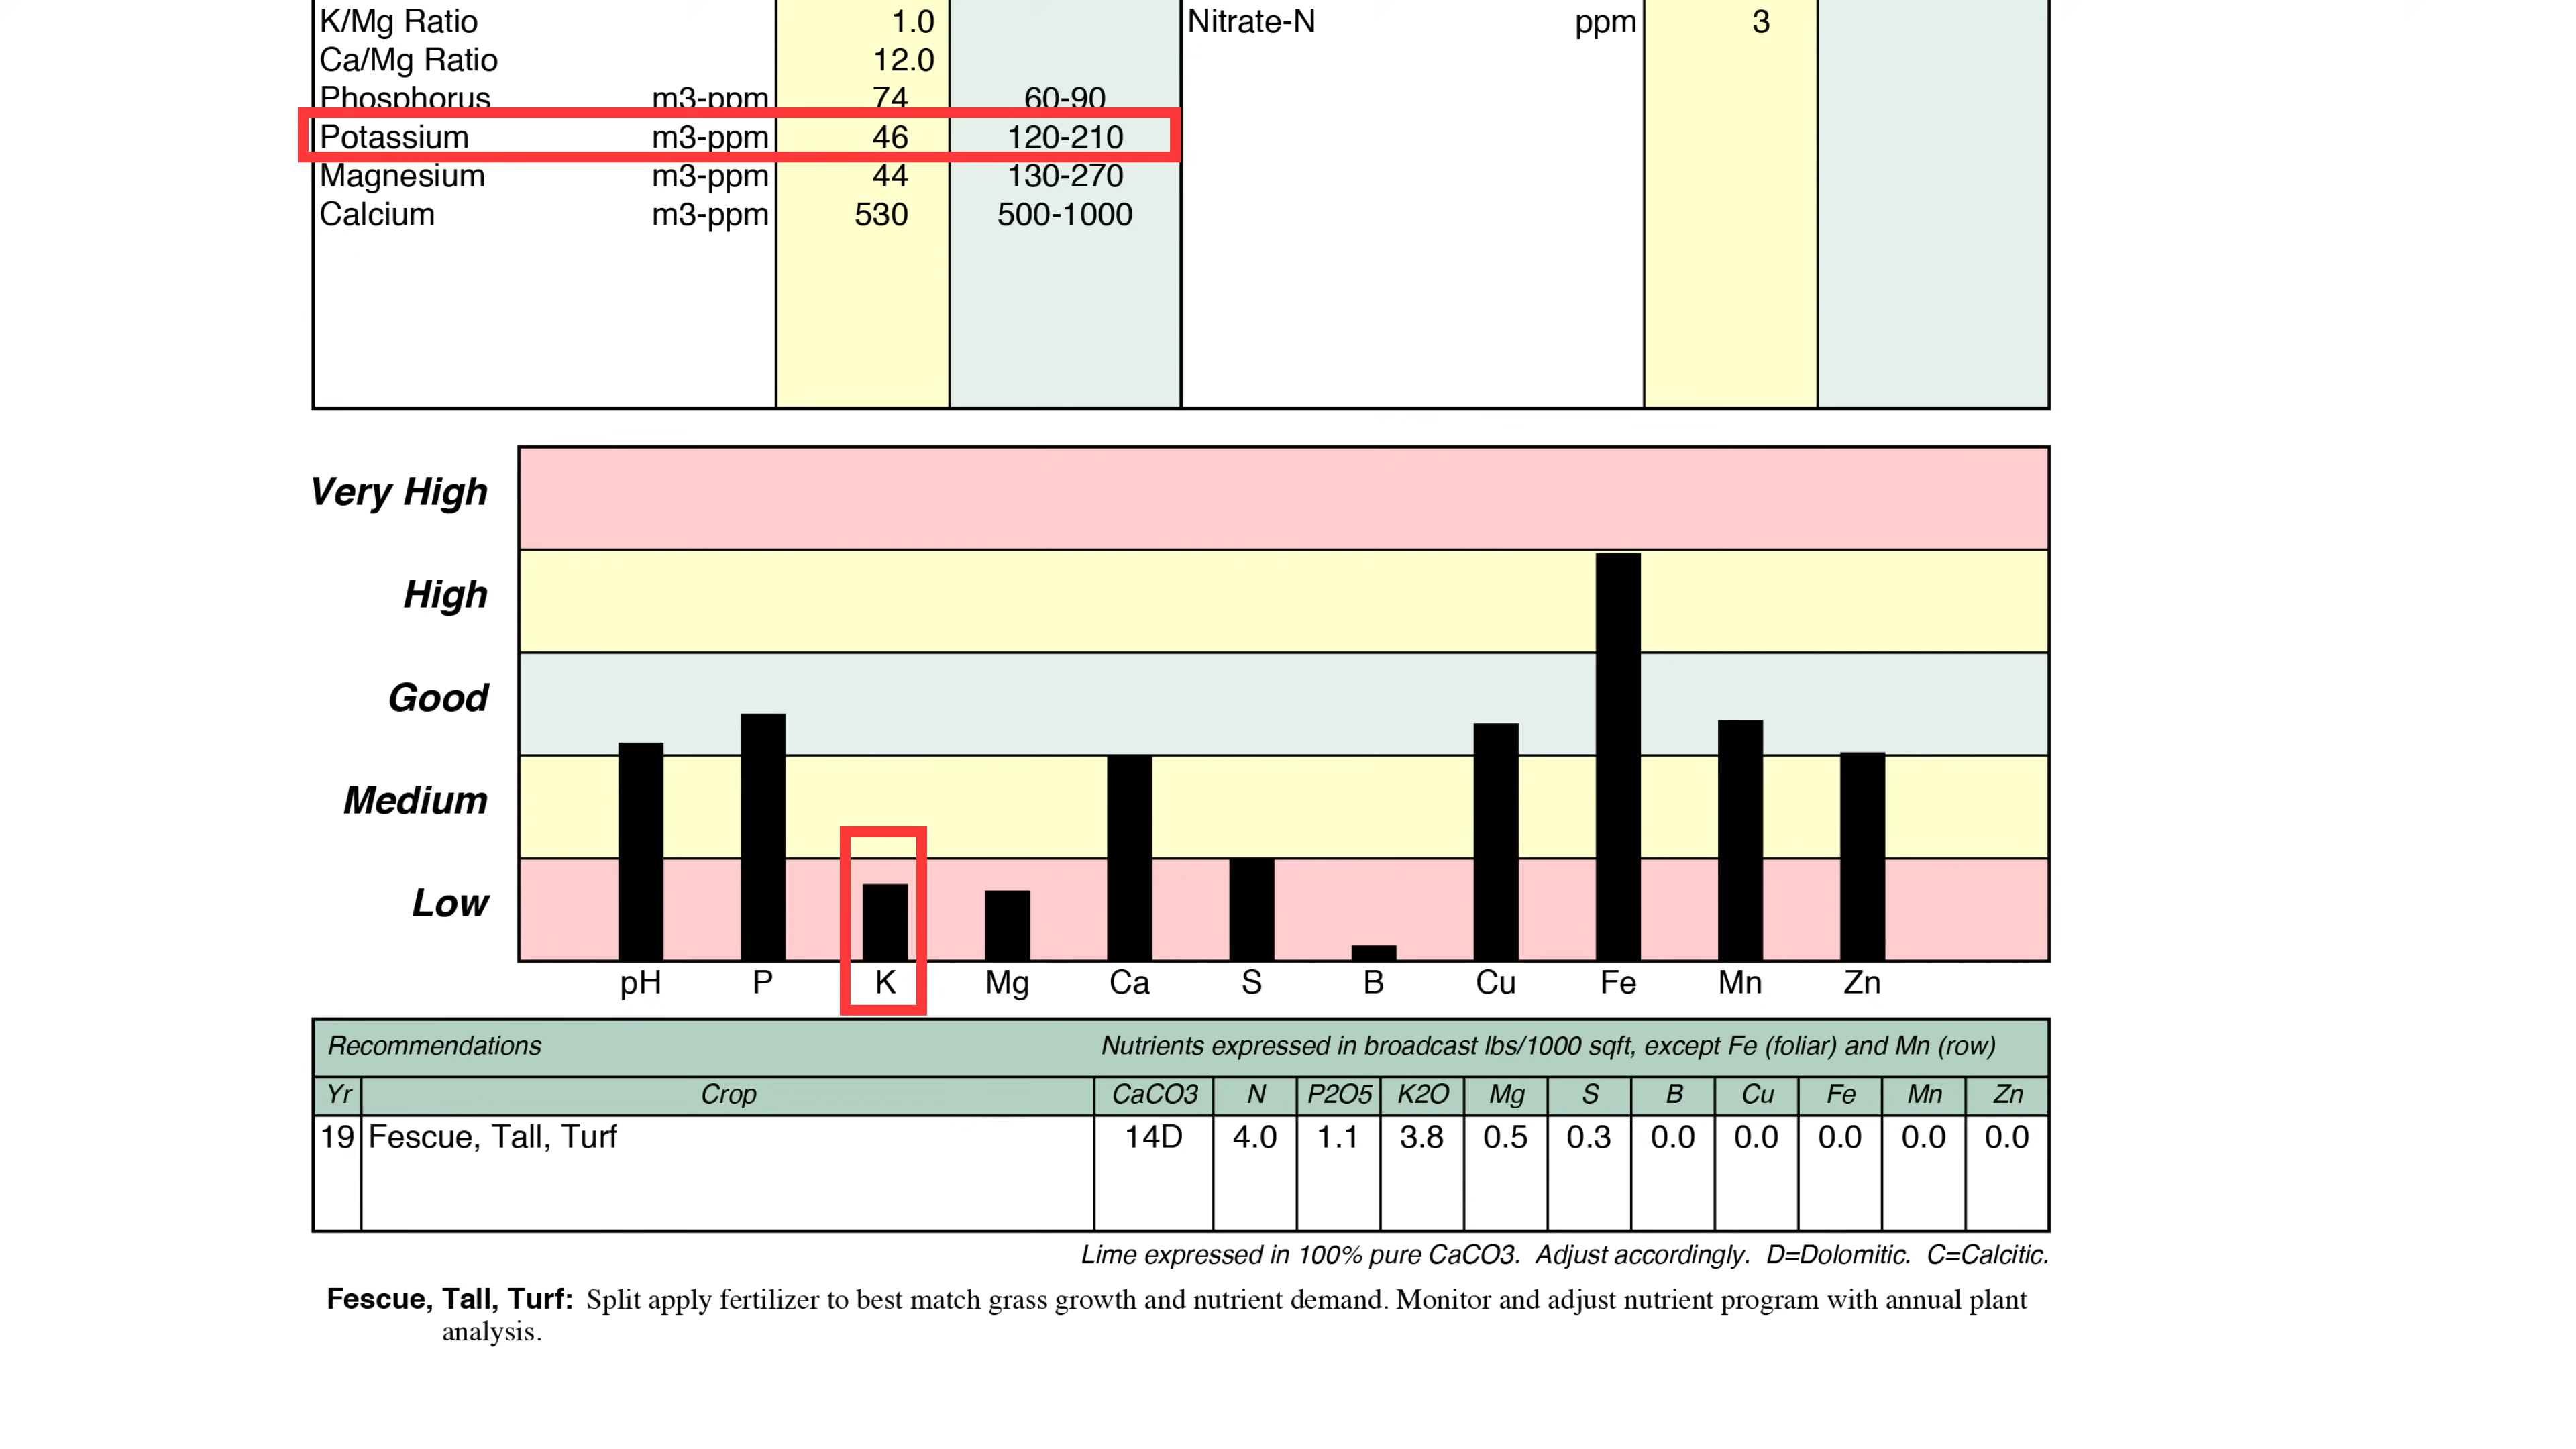 K/Mg Ratio 1.0 Nitrate-N ppm 3
Ca/Mg Ratio 12.0
Phosphorus m3-ppm 74 60-90
Potassium m3-ppm 46 120-210
Magnesium m3-ppm 44 130-270
Calcium m3-ppm 530 500-1000
Very High
High
Good
Medium
Low
pH P K Mg Ca S B Cu Fe Mn Zn
Recommendations Nutrients expressed in broadcast lbs/1000 sqft, except Fe (foliar) and Mn (row)
Yr Crop CaCO3 N P2O5 K2O Mg S B Cu Fe Mn Zn
19 Fescue, Tall, Turf 14D 4.0 1.1 3.8 0.5 0.3 0.0 0.0 0.0 0.0 0.0
Lime expressed in 100% pure CaCO3. Adjust accordingly. D=Dolomitic. C=Calcitic.
Fescue, Tall, Turf: Split apply fertilizer to best match grass growth and nutrient demand. Monitor and adjust nutrient program with annual plant
analysis.